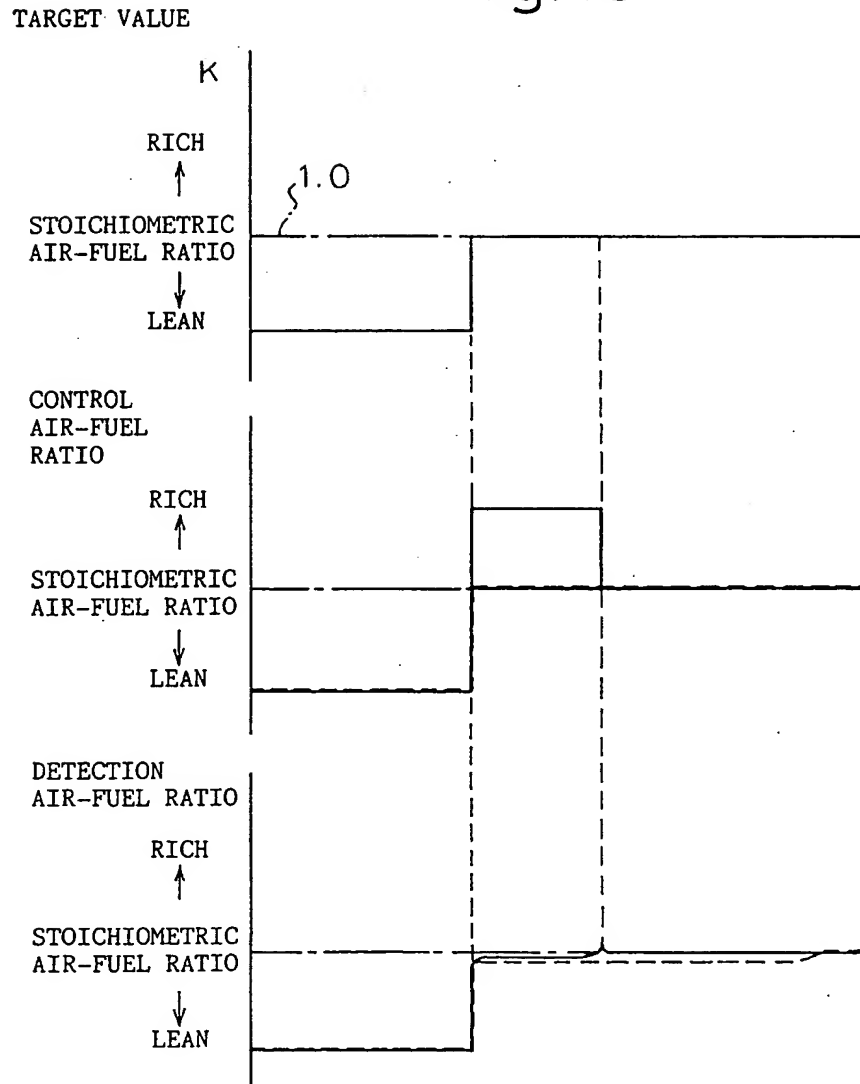 TARGET VALUE
K
RICH
1.0
STOICHIOMETRIC
AIR-FUEL RATIO
LEAN
CONTROL
AIR-FUEL
RATIO
RICH
STOICHIOMETRIC
AIR-FUEL RATIO
LEAN
DETECTION
AIR-FUEL RATIO
RICH
STOICHIOMETRIC
AIR-FUEL RATIO
LEAN